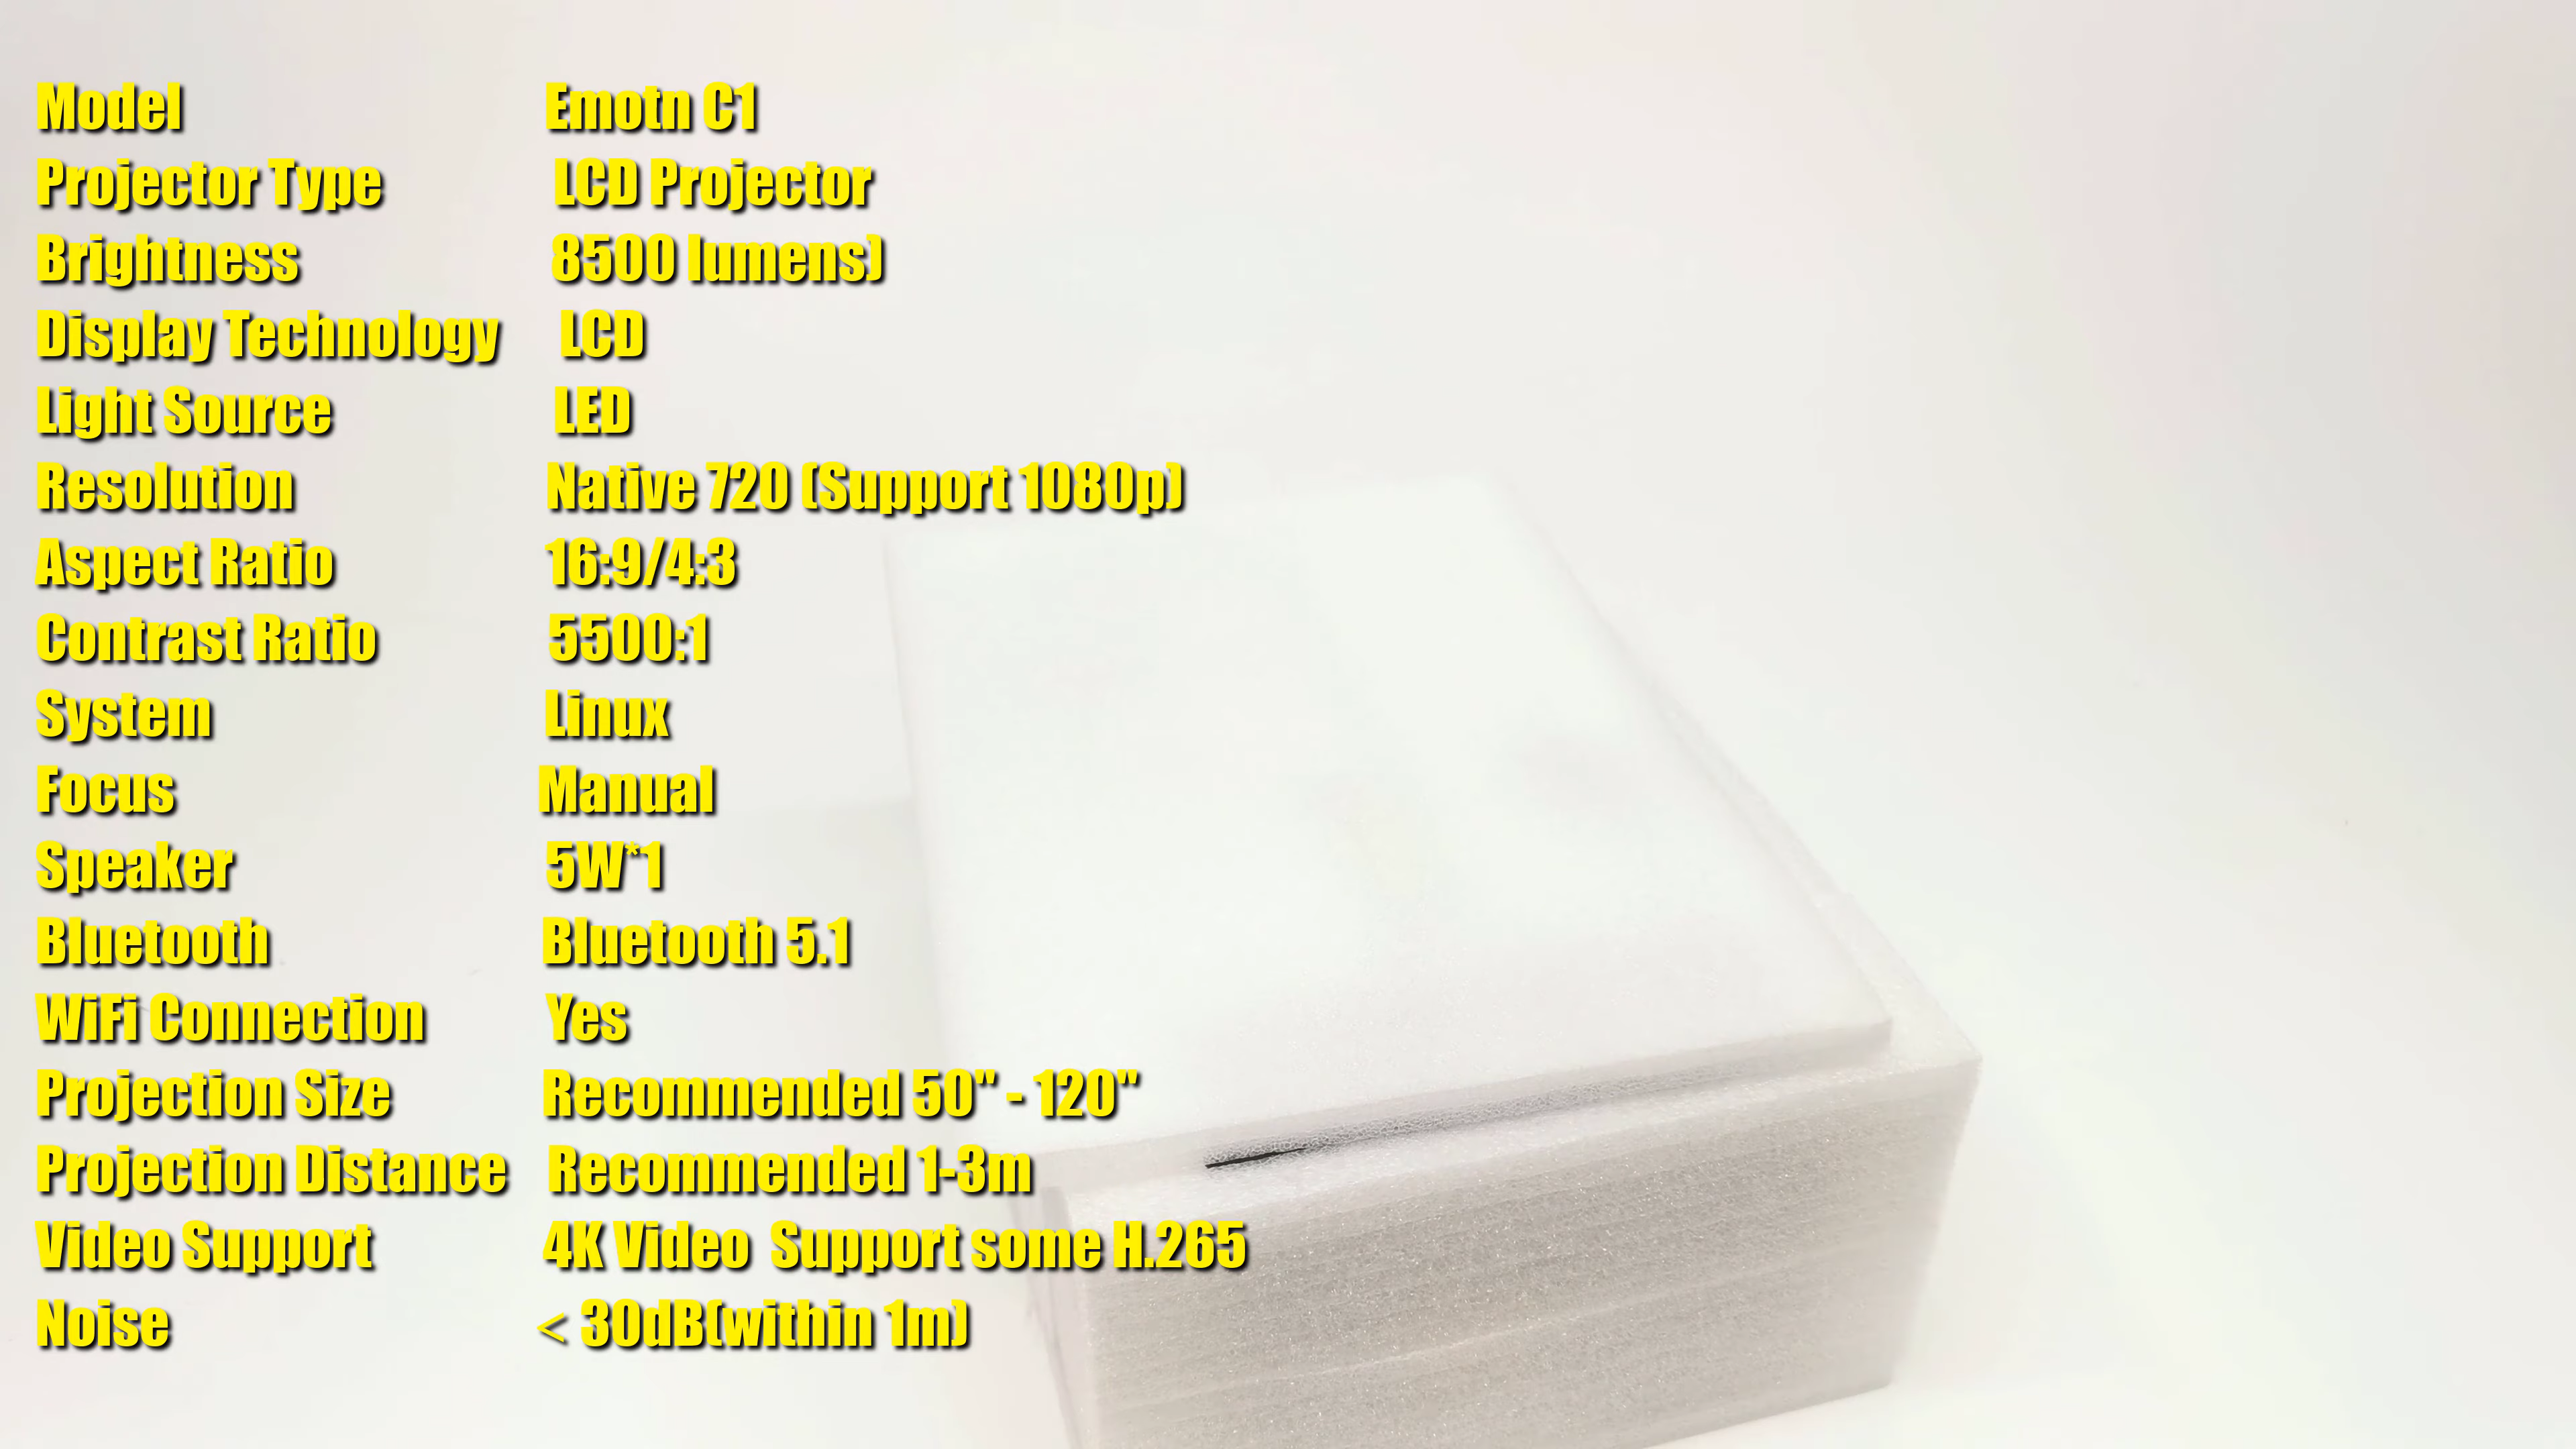 Model Emotn C1
Projector Type LCD Projector
Brightness 8500 lumens)
Display Technology LCD
Light Source LED
Resolution Native 720 (Support 1080p)
Aspect Ratio 16:9/4:3
Contrast Ratio 5500:1
System Linux
Focus Manual
Speaker 5W*1
Bluetooth Bluetooth 5.1
WiFi Connection Yes
Projection Size Recommended 50" - 120"
Projection Distance Recommended 1-3m
Video Support 4K Video Support some H.265
Noise < 30dB(within 1m)